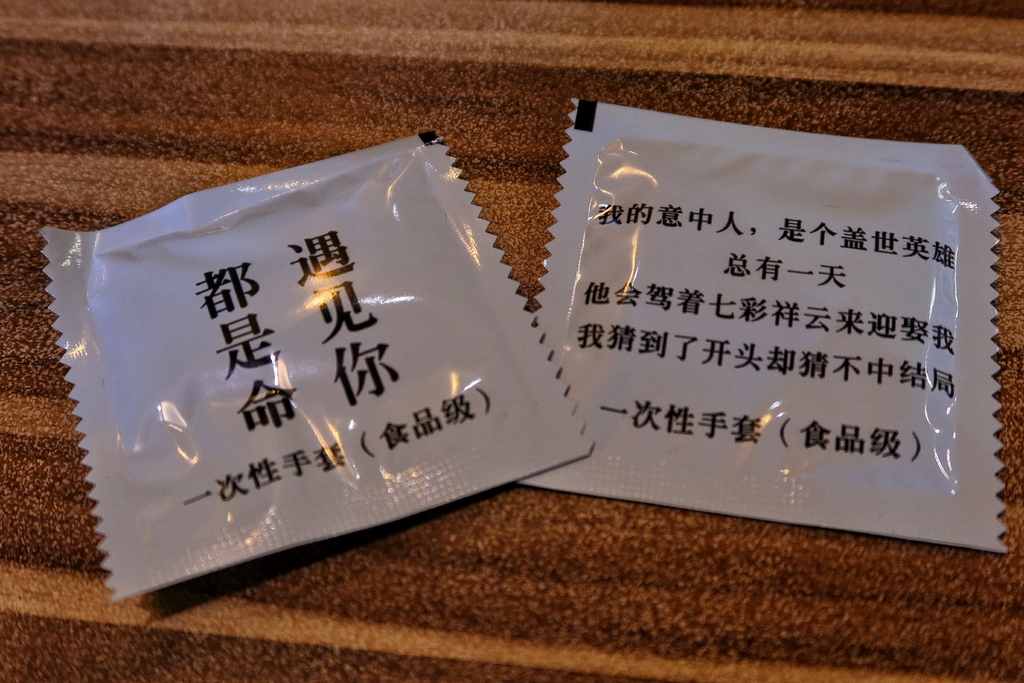 遇见你
都是命
一次性手套（食品级）
我的意中人，是个盖世英雄
总有一天
他会驾着七彩祥云来迎娶我
我猜到了开头却猜不中结局
一次性手套（食品级）